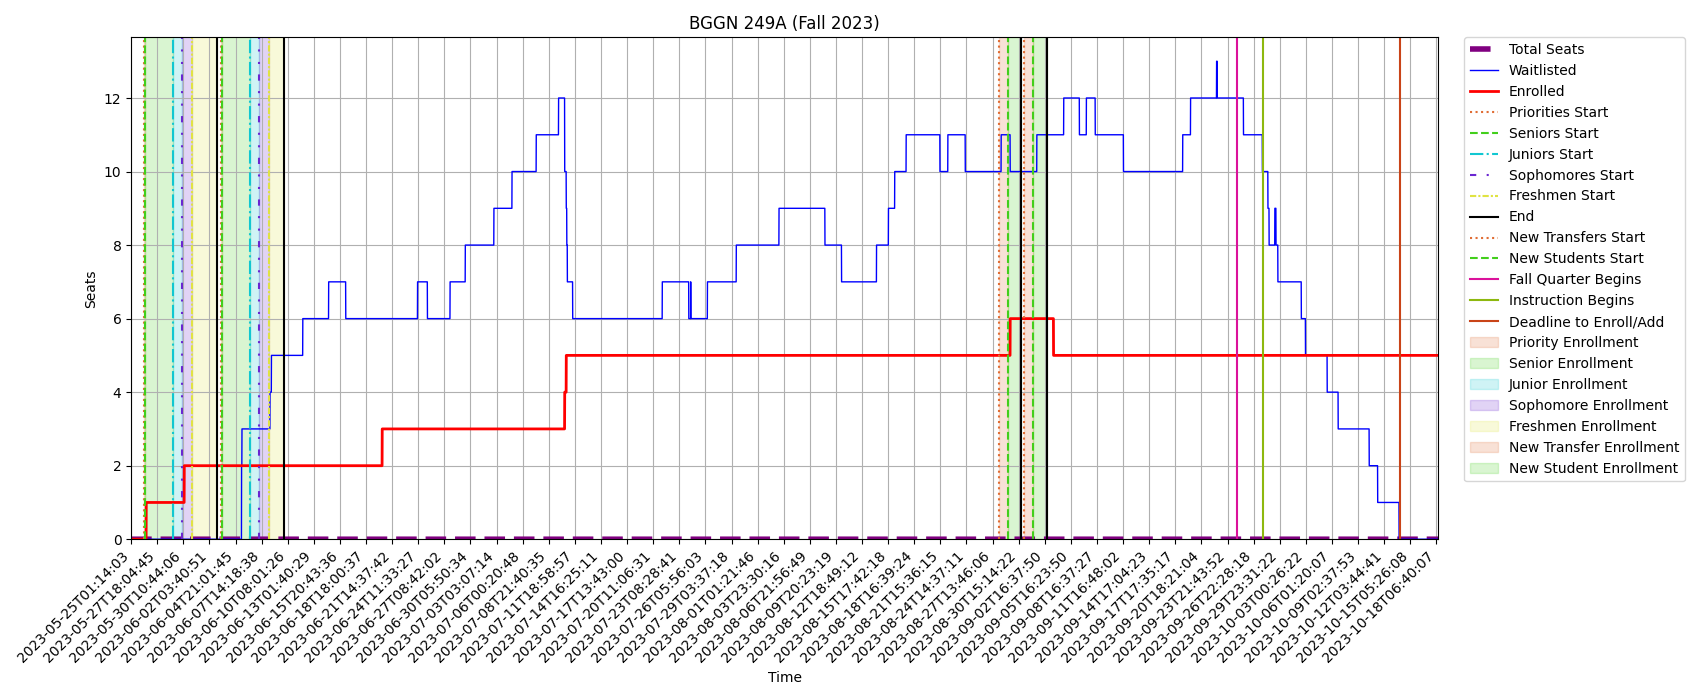 BGGN 249A (Fall 2023)
Seats
12
10
8
6
4
2
0
2023-05-25T01:14:03
2023-05-27T18:04:45
2023-05-30T10:44:06
2023-06-02T03:40:51
2023-06-04T21:01:45
2023-06-07T14:18:38
2023-06-10T08:01:26
2023-06-13T01:40:29
2023-06-15T20:43:36
2023-06-18T18:00:37
2023-06-21T14:37:42
2023-06-24T11:33:27
2023-06-27T08:42:02
2023-06-30T05:50:34
2023-07-03T03:07:14
2023-07-06T00:20:48
2023-07-08T21:40:35
2023-07-11T18:58:57
2023-07-14T16:25:11
2023-07-17T13:43:00
2023-07-20T11:06:31
2023-07-23T08:28:41
2023-07-26T05:56:03
2023-07-29T03:37:18
2023-08-01T01:21:46
2023-08-03T23:30:16
2023-08-06T21:56:49
2023-08-09T20:23:19
2023-08-12T18:49:12
2023-08-15T17:42:18
2023-08-18T16:39:24
2023-08-21T15:36:15
2023-08-24T14:37:11
2023-08-27T13:46:06
2023-08-30T15:14:22
2023-09-02T16:37:50
2023-09-05T16:23:50
2023-09-08T16:37:27
2023-09-11T16:48:02
2023-09-14T17:04:23
2023-09-17T17:35:17
2023-09-20T18:21:04
2023-09-23T21:43:52
2023-09-26T22:28:18
2023-09-29T23:31:22
2023-10-03T00:26:22
2023-10-06T01:20:07
2023-10-09T02:37:53
2023-10-12T03:44:41
2023-10-15T05:26:08
2023-10-18T06:40:07
Time
Total Seats
Waitlisted
Enrolled
Priorities Start
Seniors Start
Juniors Start
Sophomores Start
Freshmen Start
End
New Transfers Start
New Students Start
Fall Quarter Begins
Instruction Begins
Deadline to Enroll/Add
Priority Enrollment
Senior Enrollment
Junior Enrollment
Sophomore Enrollment
Freshmen Enrollment
New Transfer Enrollment
New Student Enrollment